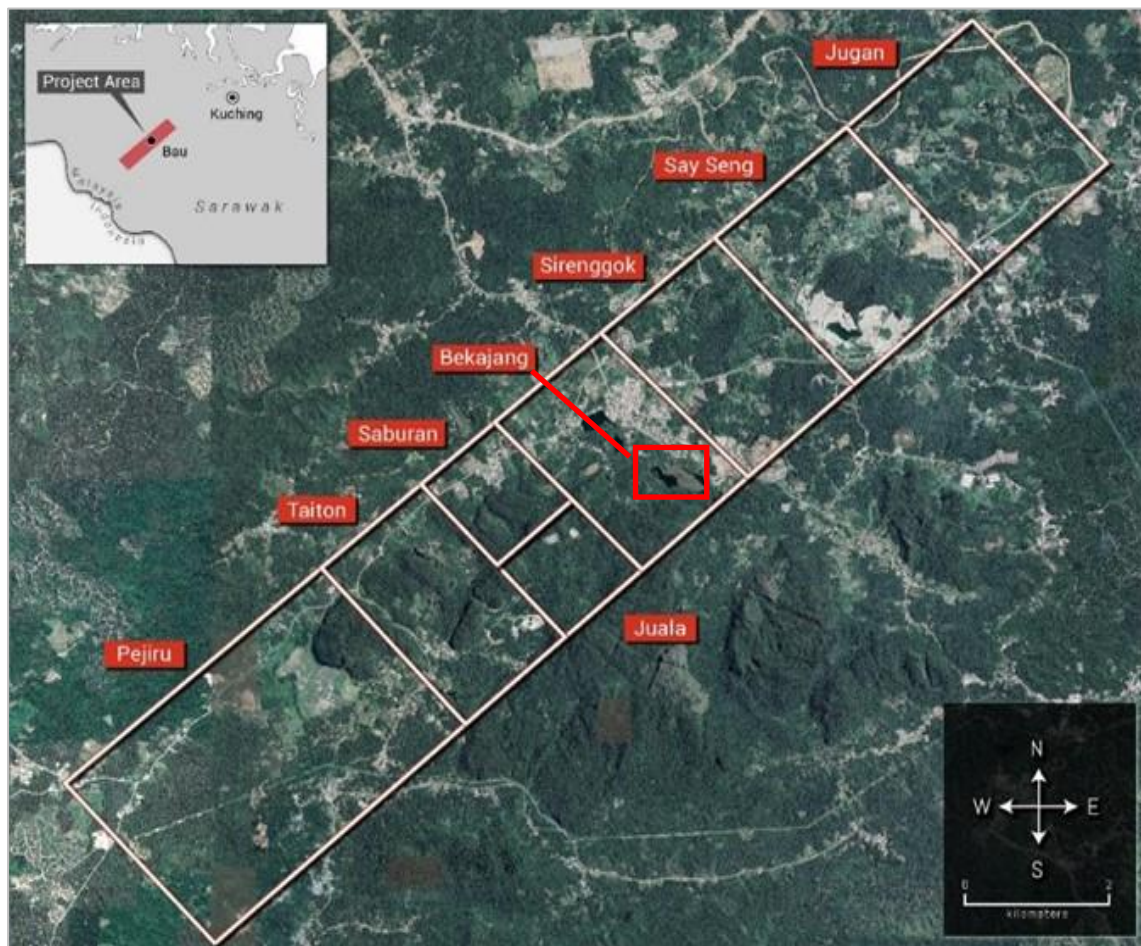 Project Area
Kuching
Bau
Malaysia
Indonesia
Sarawak
Jugan
Say Seng
Sirenggok
Bekajang
Saburan
Taiton
Pejiru
Juala
N
W E
S
0 2
kilometers